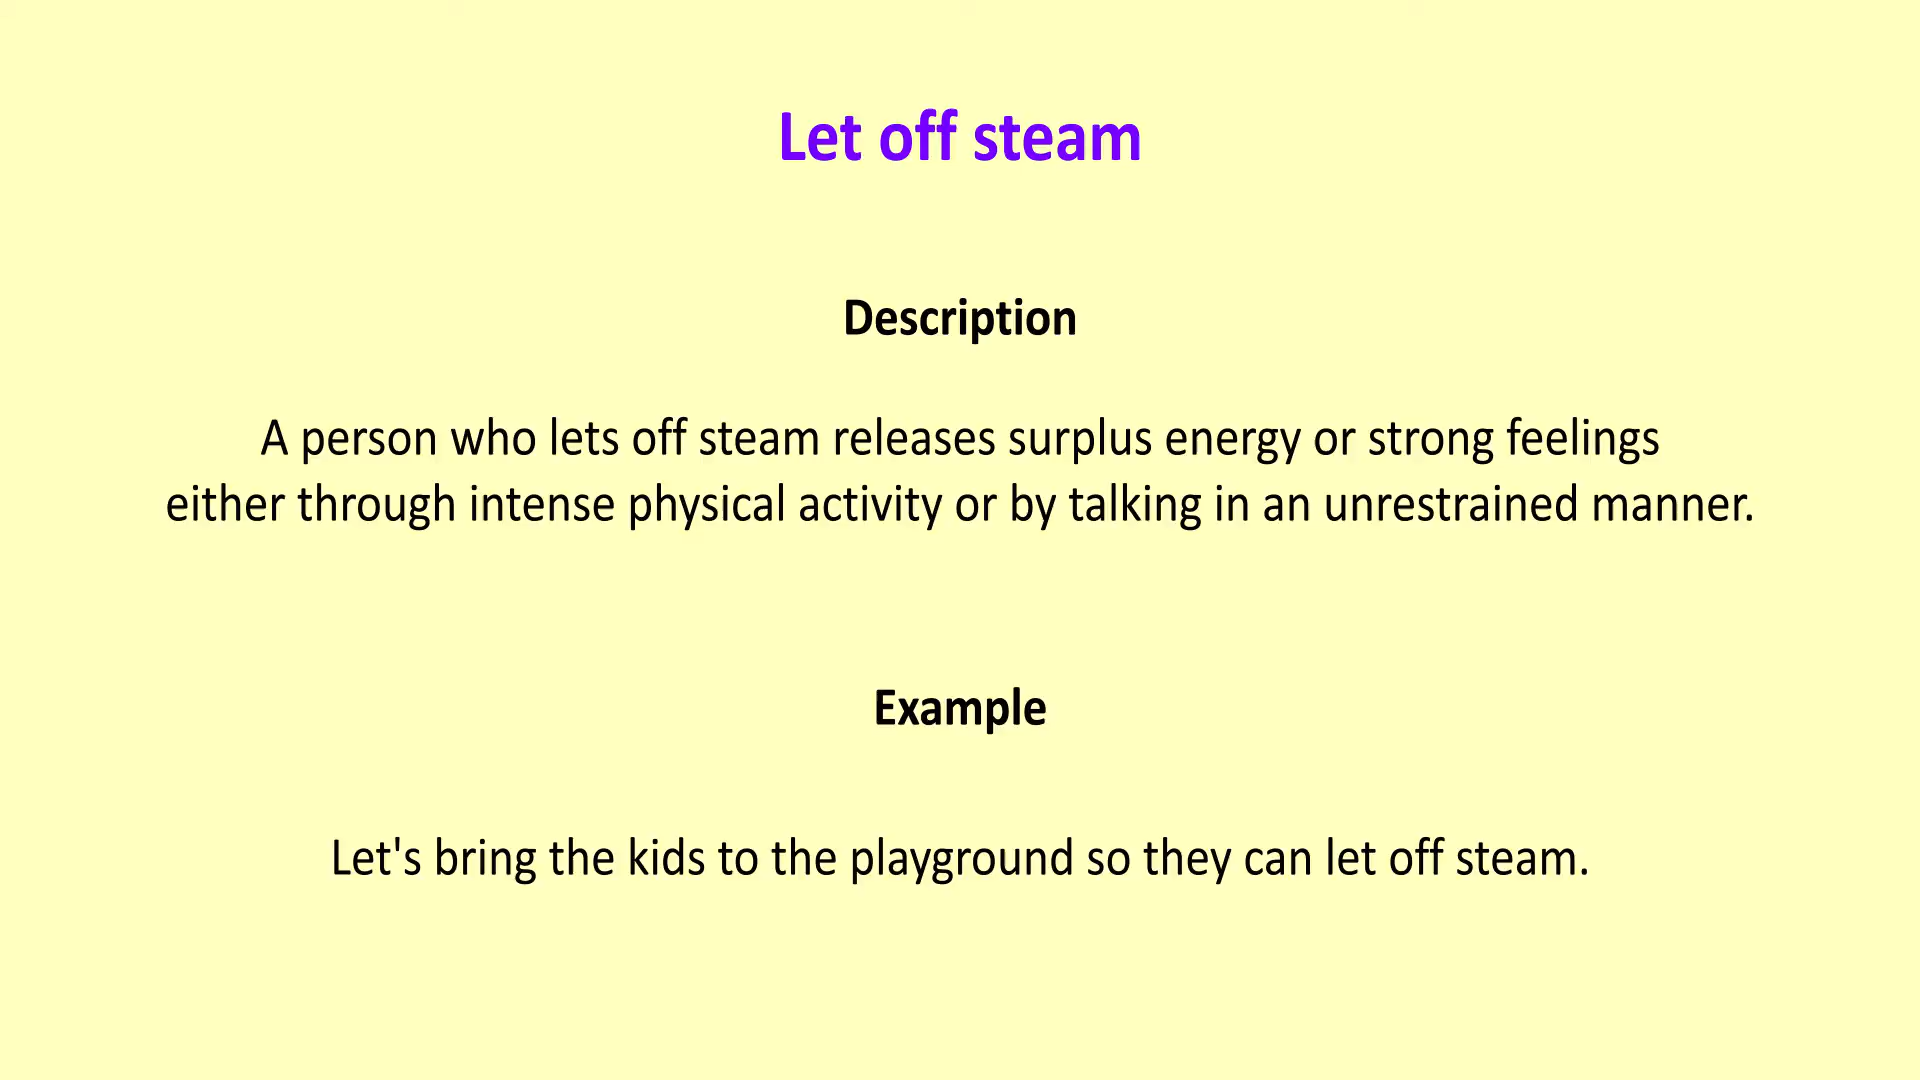 Let off steam
Description
A person who lets off steam releases surplus energy or strong feelings
either through intense physical activity or by talking in an unrestrained manner.
Example
Let's bring the kids to the playground so they can let off steam.